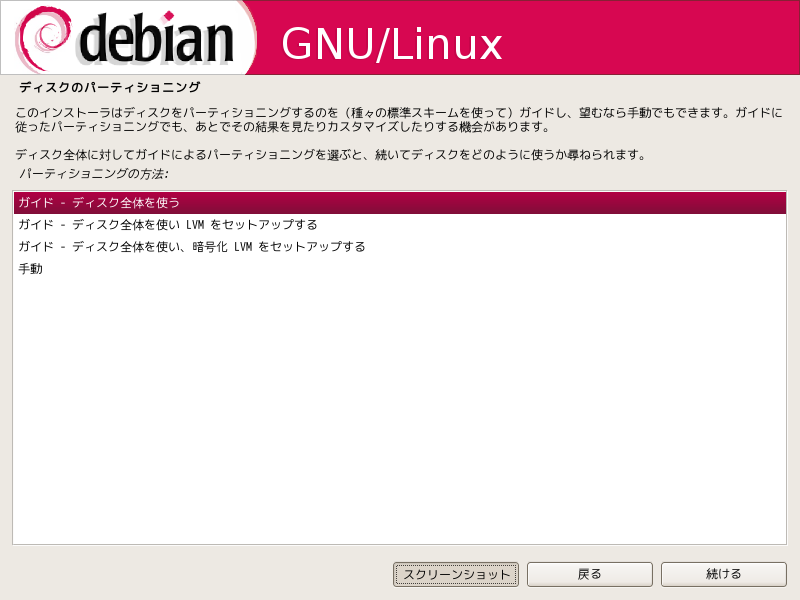 debian GNU/Linux
ディスクのパーティショニング
このインストーラはディスクをパーティショニングするのを（種々の標準スキームを使って）ガイドし、望むなら手動でもできます。ガイドに
従ったパーティショニングでも、あとでその結果を見たりカスタマイズしたりする機会があります。
ディスク全体に対してガイドによるパーティショニングを選ぶと、続いてディスクをどのように使うか尋ねられます。
パーティショニングの方法:
ガイド - ディスク全体を使う
ガイド - ディスク全体を使い LVM をセットアップする
ガイド - ディスク全体を使い、暗号化 LVM をセットアップする
手動
スクリーンショット 戻る 続ける